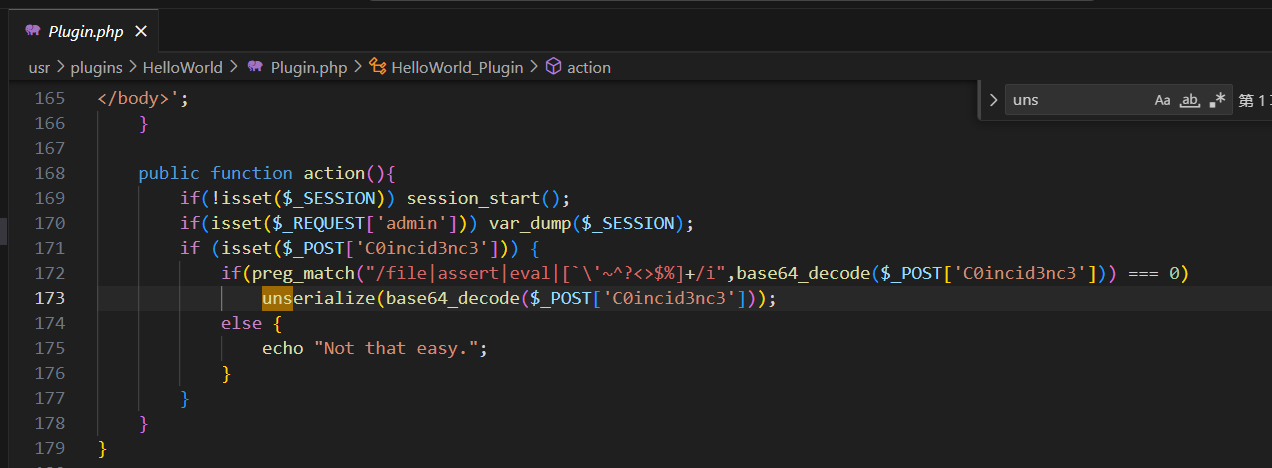 Plugin.php
usr > plugins > HelloWorld > Plugin.php > HelloWorld_Plugin > action
uns Aa ab 第 1
165 </body>';
166 }
167
168 public function action(){
169 if(!isset($_SESSION)) session_start();
170 if(isset($_REQUEST['admin'])) var_dump($_SESSION);
171 if (isset($_POST['C0incid3nc3'])) {
172 if(preg_match("/file|assert|eval|[`\'~^?<>$%]+/i",base64_decode($_POST['C0incid3nc3'])) === 0)
173 unserialize(base64_decode($_POST['C0incid3nc3']));
174 else {
175 echo "Not that easy.";
176 }
177 }
178 }
179 }